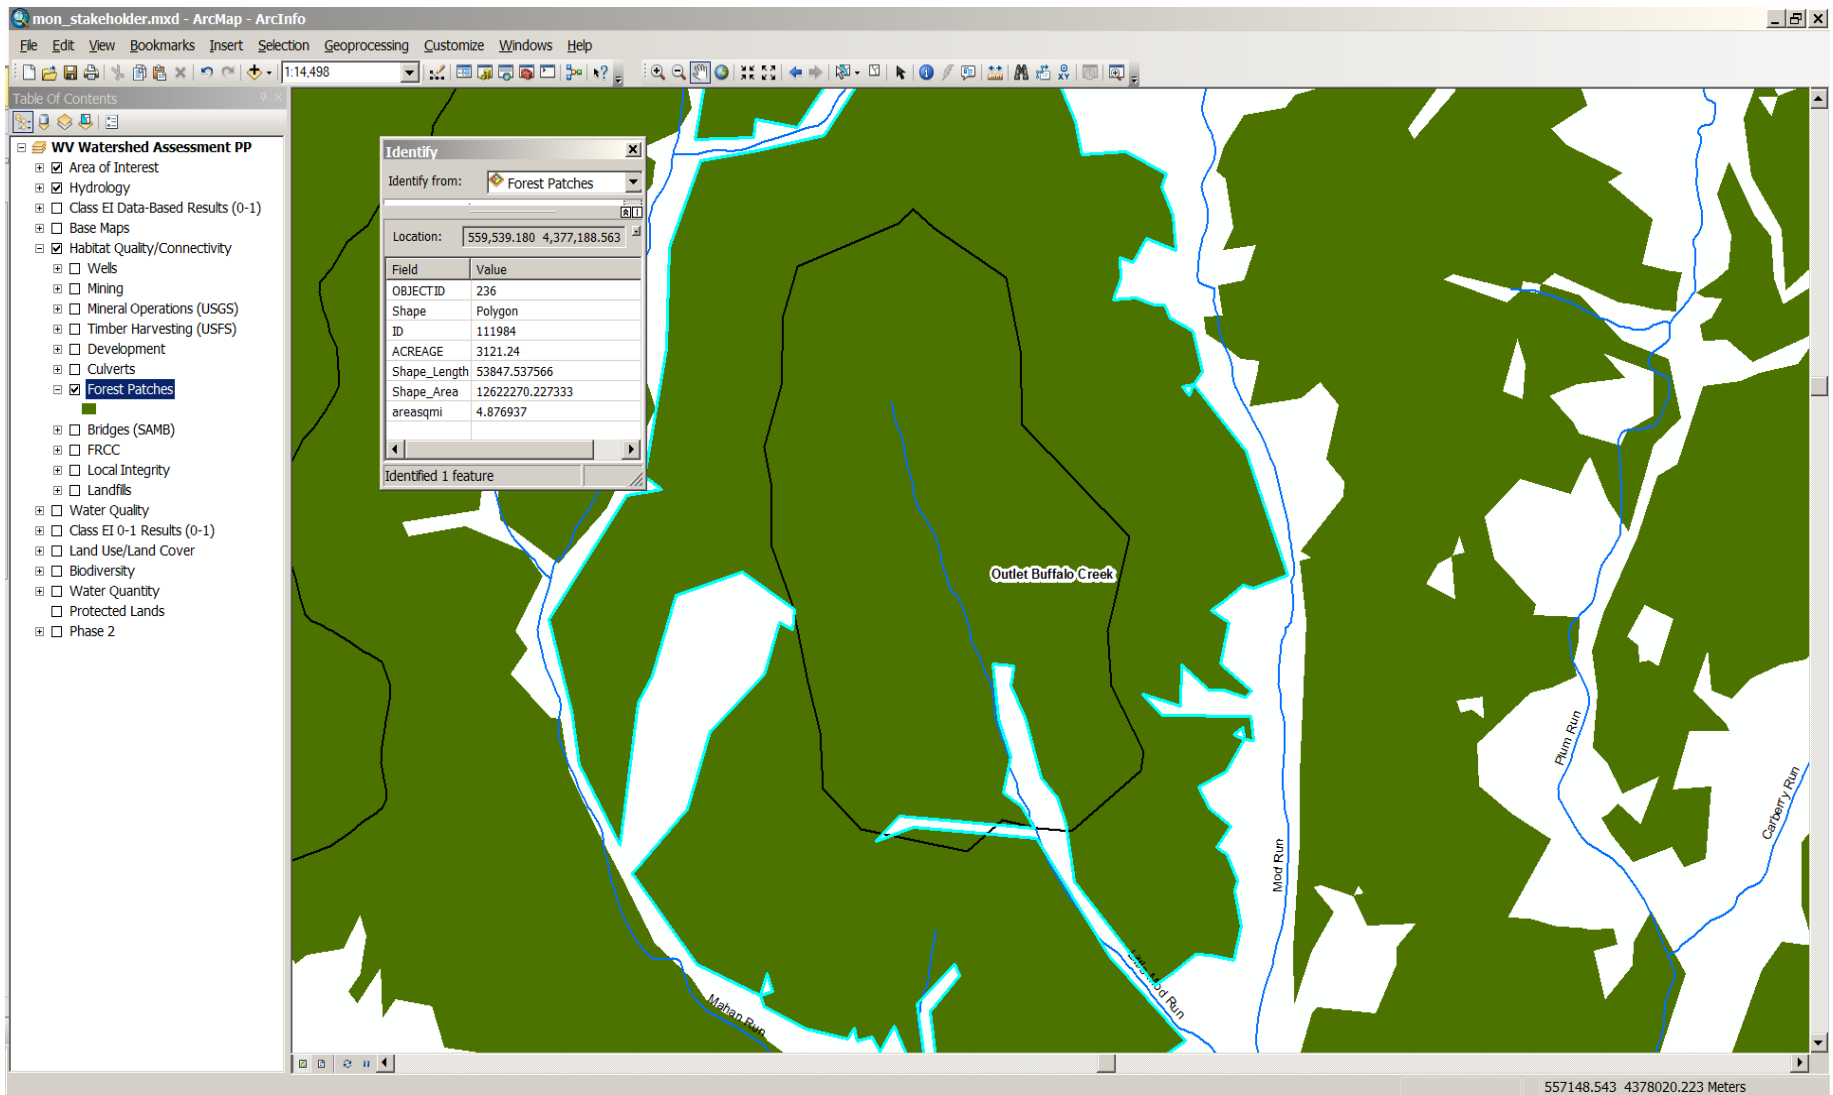 mon_stakeholder.mxd - ArcMap - ArcInfo
File Edit View Bookmarks Insert Selection Geoprocessing Customize Windows Help
1:14,498
Table Of Contents
WV Watershed Assessment PP
Area of Interest
Hydrology
Class EI Data-Based Results (0-1)
Base Maps
Habitat Quality/Connectivity
Wells
Mining
Mineral Operations (USGS)
Timber Harvesting (USFS)
Development
Culverts
Forest Patches
Bridges (SAMB)
FRCC
Local Integrity
Landfills
Water Quality
Class EI 0-1 Results (0-1)
Land Use/Land Cover
Biodiversity
Water Quantity
Protected Lands
Phase 2
Identify
Identify from: Forest Patches
Location: 559,539.180 4,377,188.563
Field Value
OBJECTID 236
Shape Polygon
ID 111984
ACREAGE 3121.24
Shape_Length 53847.537566
Shape_Area 12622270.227333
areasqmi 4.876937
Identified 1 feature
Outlet Buffalo Creek
Plum Run
Carberry Run
Mod Run
Little Mod Run
Mahan Run
557148.543 4378020.223 Meters